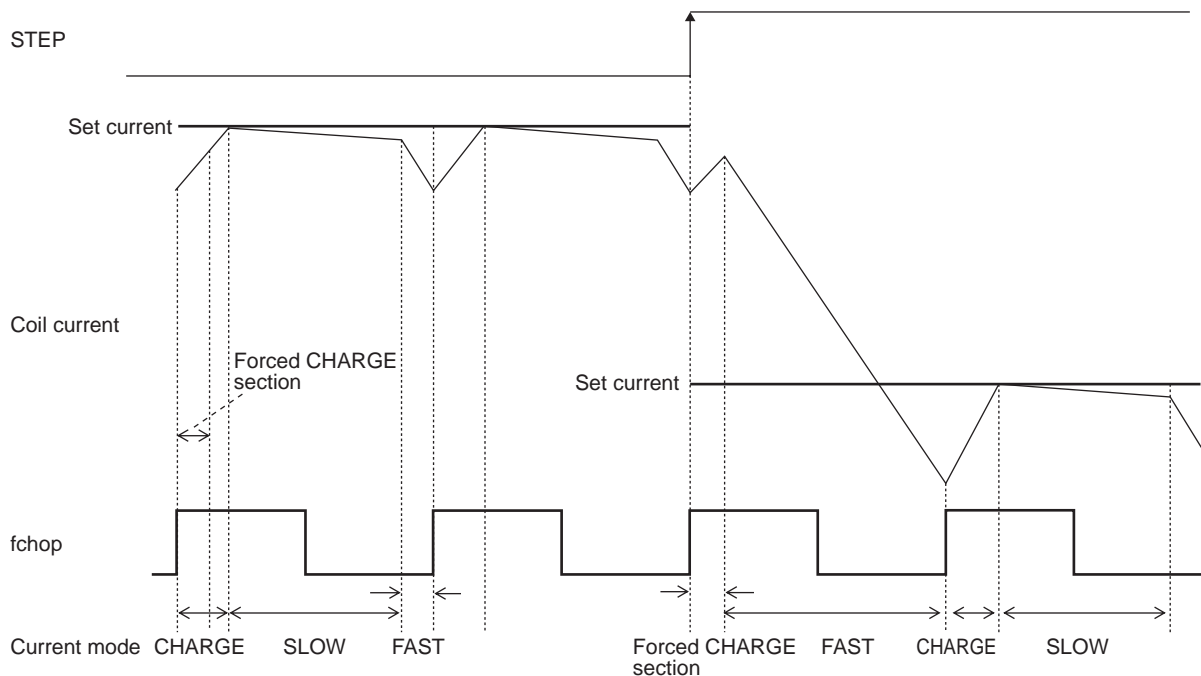 STEP
Set current
Coil current
Forced CHARGE
section
Set current
fchop
Current mode CHARGE SLOW FAST Forced CHARGE FAST CHARGE SLOW
section